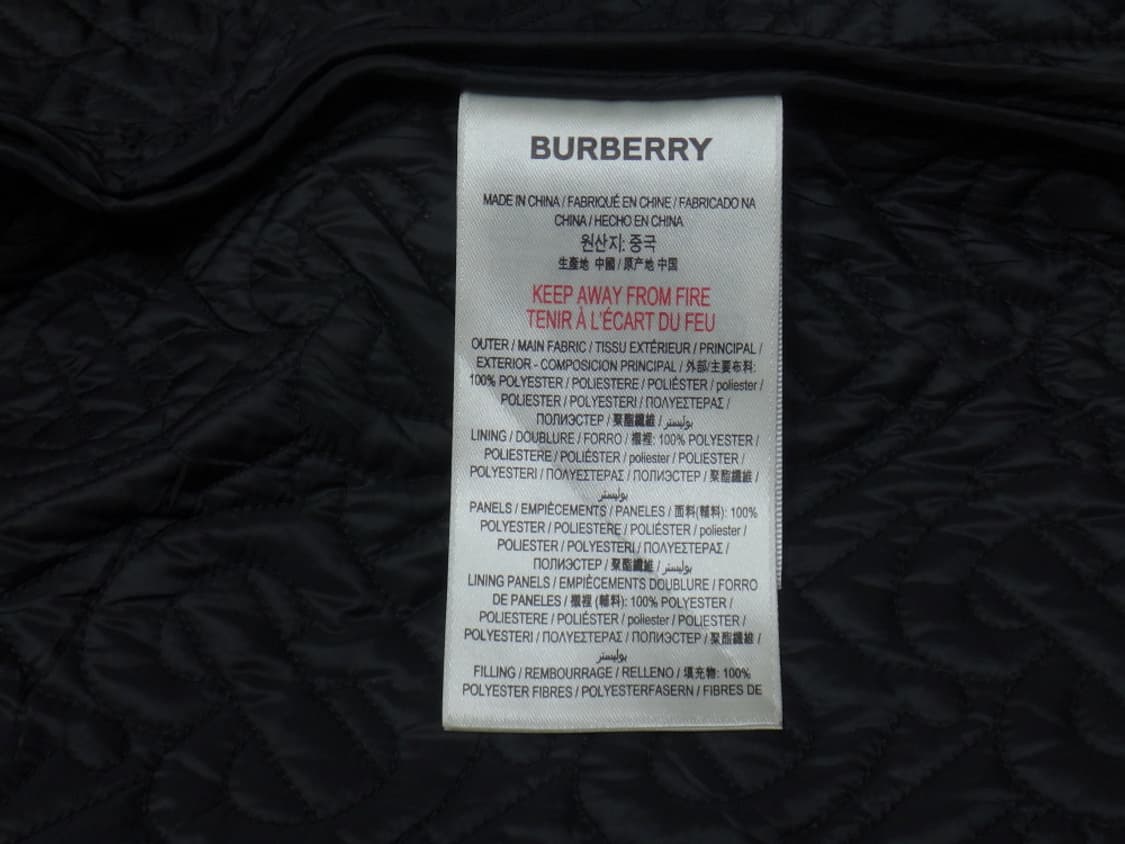 BURBERRY
MADE IN CHINA / FABRIQUÉ EN CHINE / FABRICADO NA
CHINA / HECHO EN CHINA
원산지: 중국
生產地 中國 / 原产地 中国
KEEP AWAY FROM FIRE
TENIR À L'ÉCART DU FEU
OUTER / MAIN FABRIC / TISSU EXTÉRIEUR / PRINCIPAL /
EXTERIOR - COMPOSICIÓN PRINCIPAL / 外部/主要布料:
100% POLYESTER / POLIESTERE / POLIÉSTER / poliester /
POLIESTER / POLYESTERI / ΠΟΛΥΕΣΤΕΡΑΣ /
ПОЛИЭСТЕР / 聚酯纖維 / بوليستر
LINING / DOUBLURE / FORRO / 襯裡: 100% POLYESTER /
POLIESTERE / POLIÉSTER / poliester / POLIESTER /
POLYESTERI / ΠΟΛΥΕΣΤΕΡΑΣ / ПОЛИЭСТЕР / 聚酯纖維 /
بوليستر
PANELS / EMPIÈCEMENTS / PANELES / 面料(輔料): 100%
POLYESTER / POLIESTERE / POLIÉSTER / poliester /
POLIESTER / POLYESTERI / ΠΟΛΥΕΣΤΕΡΑΣ /
ПОЛИЭСТЕР / 聚酯纖維 / بوليستر
LINING PANELS / EMPIÈCEMENTS DOUBLURE / FORRO
DE PANELES / 襯裡 (輔料): 100% POLYESTER /
POLIESTERE / POLIÉSTER / poliester / POLIESTER /
POLYESTERI / ΠΟΛΥΕΣΤΕΡΑΣ / ПОЛИЭСТЕР / 聚酯纖維 /
بوليستر
FILLING / REMBOURRAGE / RELLENO / 填充物: 100%
POLYESTER FIBRES / POLYESTERFASERN / FIBRES DE